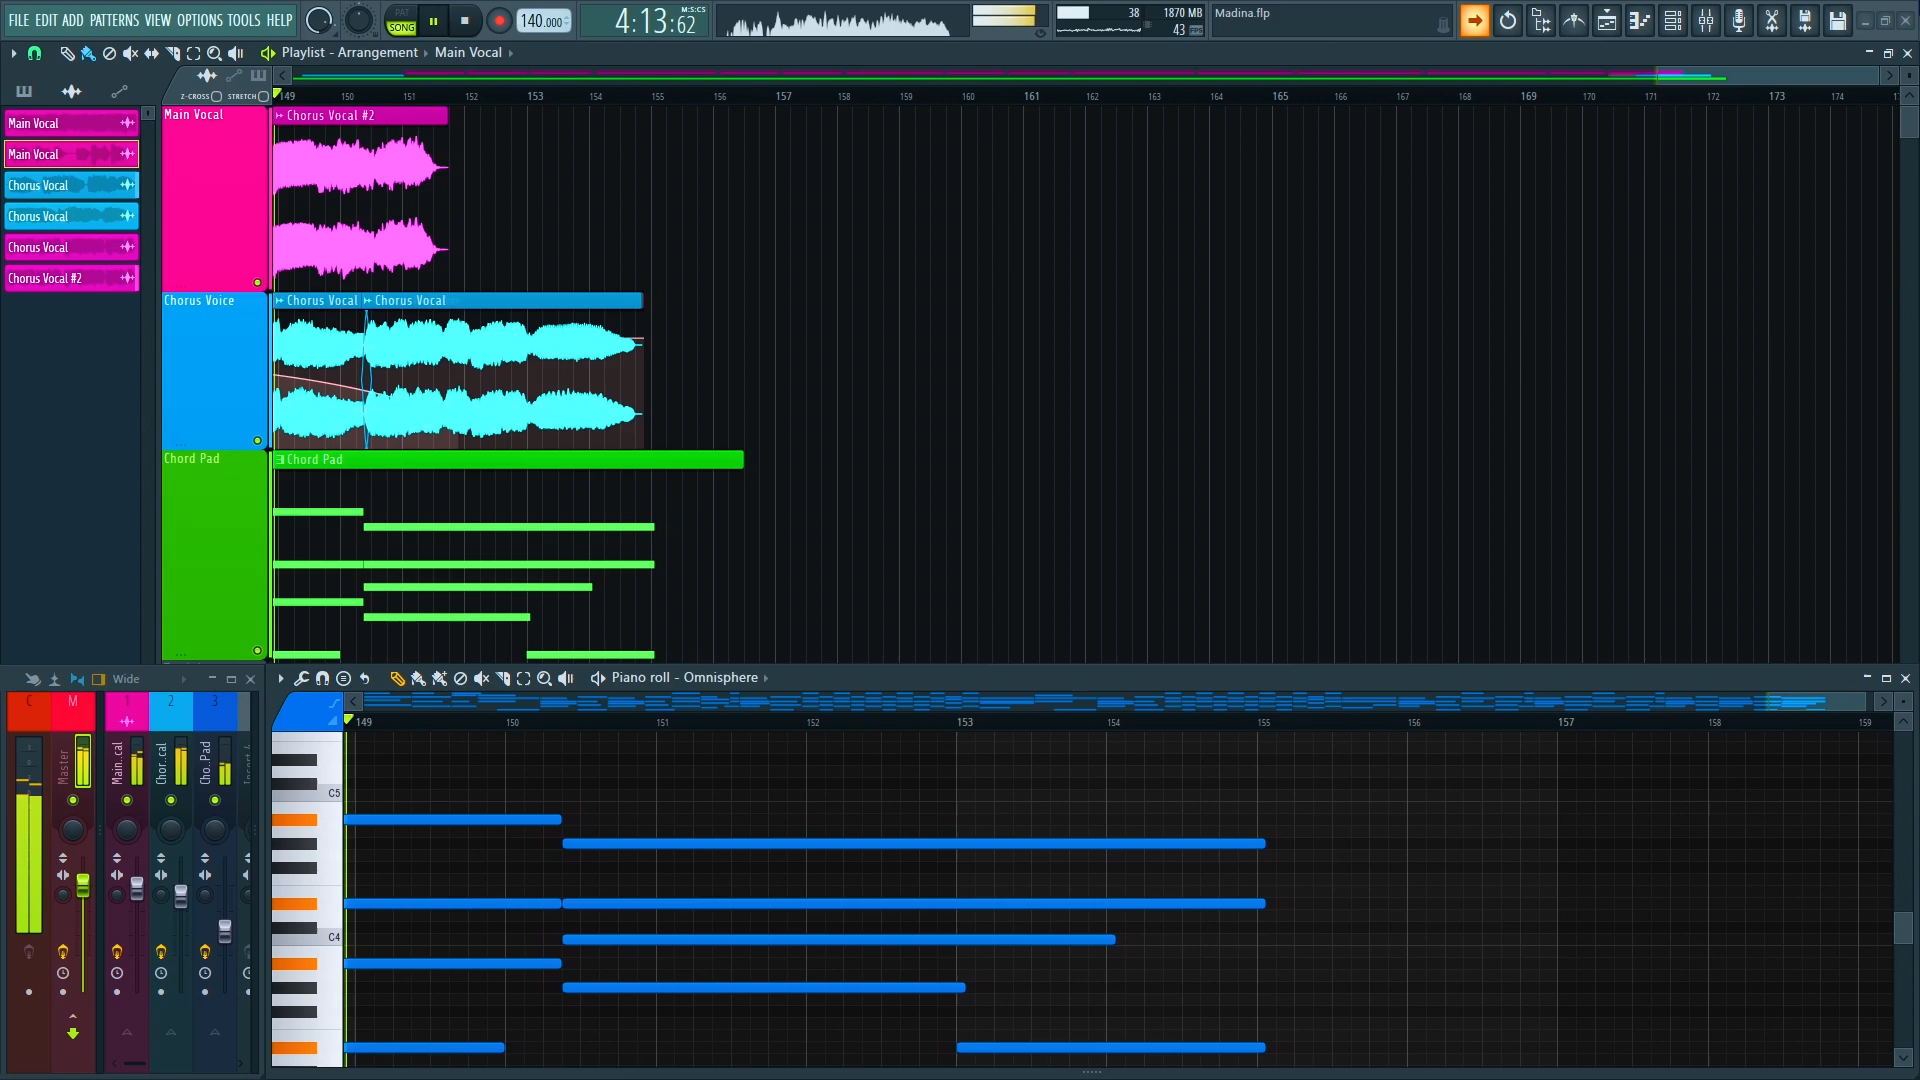 FILE EDIT ADD PATTERNS VIEW OPTIONS TOOLS HELP
PAT
SONG
140.000
M:S:CS
4:13:62
38
1870 MB
43
Madina.flp
Playlist - Arrangement › Main Vocal
Z-CROSS STRETCH
149 150 151 152 153 154 155 156 157 158 159 160 161 162 163 164 165 166 167 168 169 170 171 172 173 174
Main Vocal
Main Vocal
Chorus Vocal
Chorus Vocal
Chorus Vocal
Chorus Vocal #2
Main Vocal
Chorus Vocal #2
Chorus Voice
Chorus Vocal
Chorus Vocal
Chord Pad
Chord Pad
Wide
C M 1 2 3
Master
Main..cal
Chor..cal
Cho..Pad
Piano roll - Omnisphere
149 150 151 152 153 154 155 156 157 158 159
C5
C4